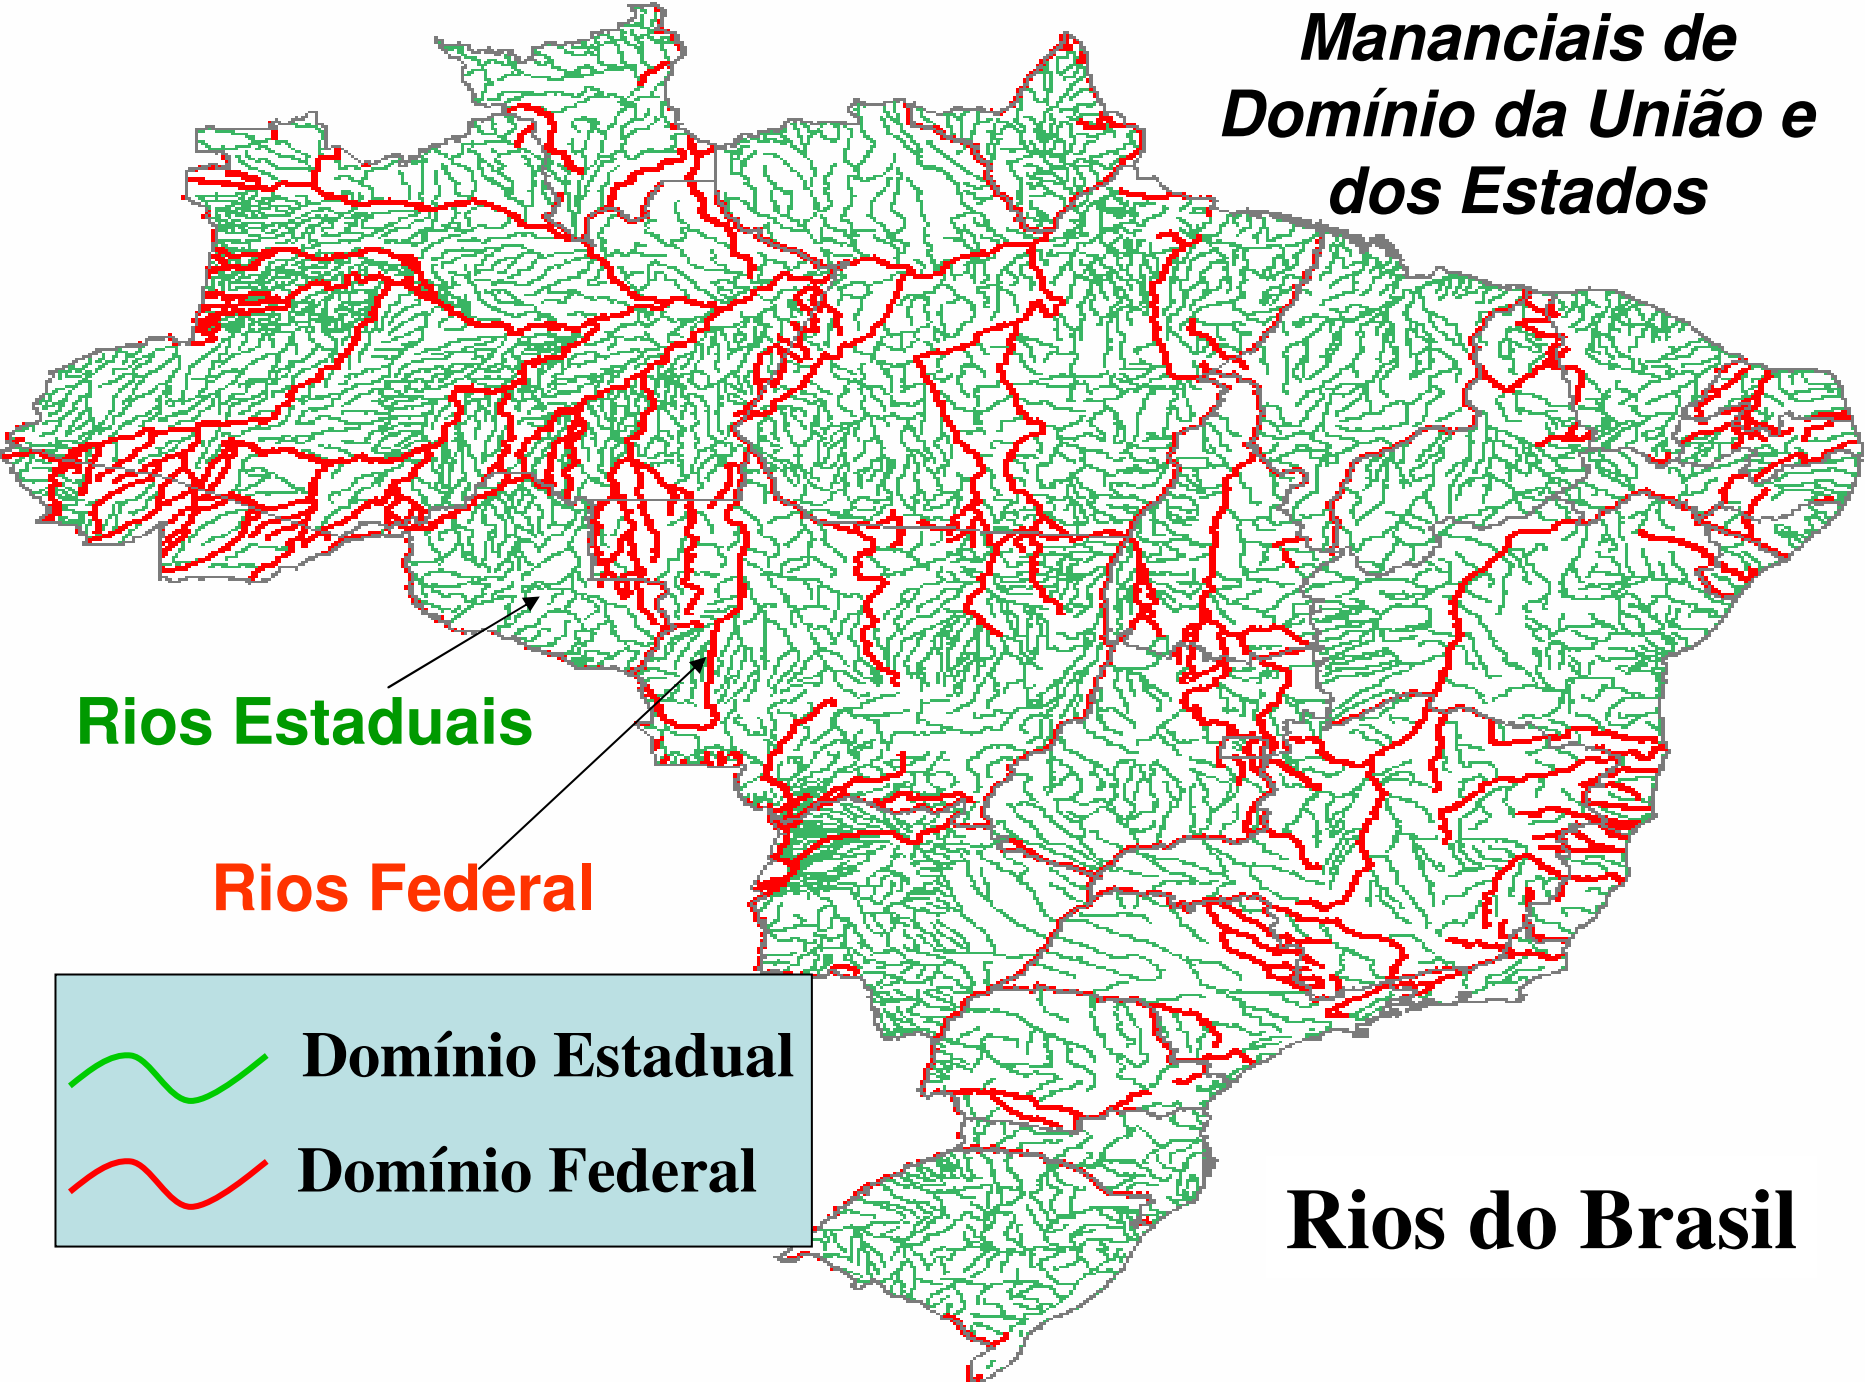 Mananciais de
Domínio da União e
dos Estados
Rios Estaduais
Rios Federal
Domínio Estadual
Domínio Federal
Rios do Brasil